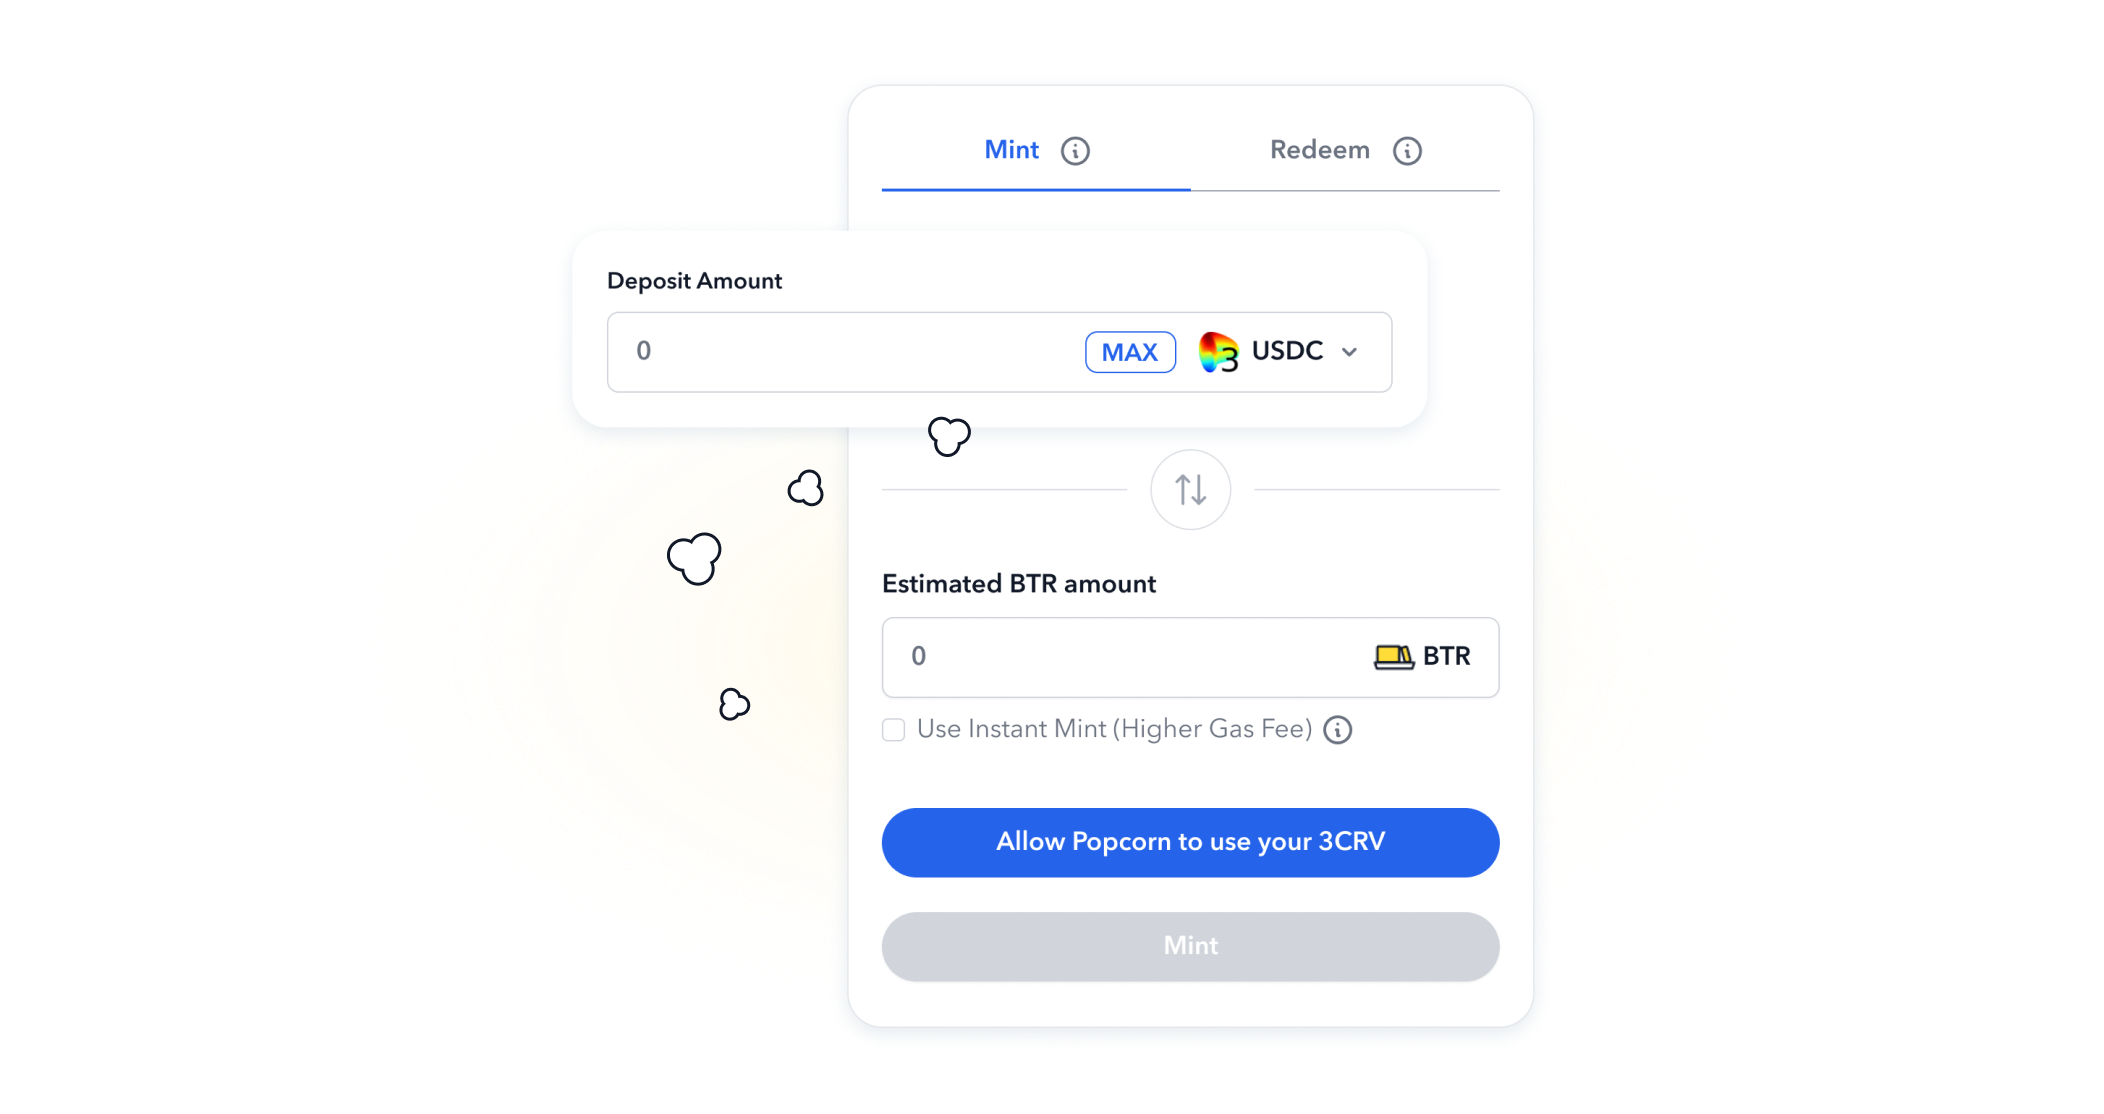 Mint Redeem
Deposit Amount
0 MAX 3 USDC
Estimated BTR amount
0 BTR
Use Instant Mint (Higher Gas Fee)
Allow Popcorn to use your 3CRV
Mint